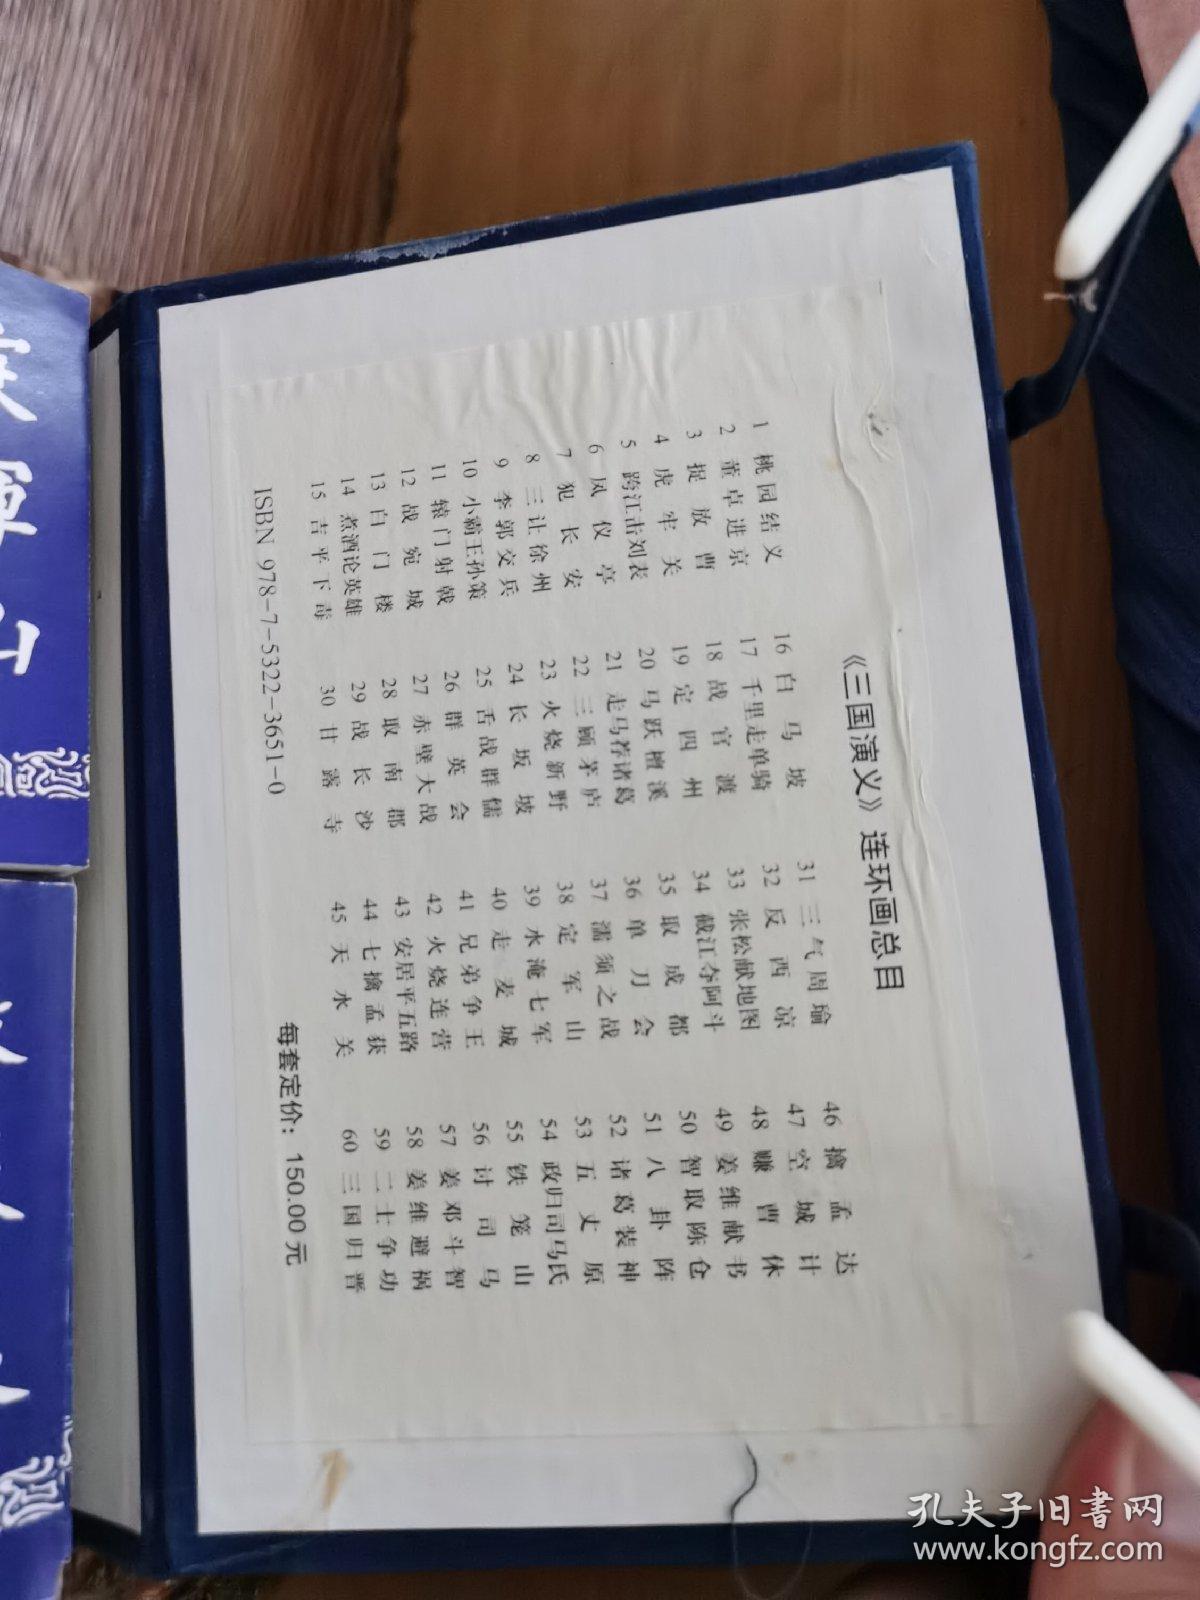 《三国演义》连环画总目
1 桃园结义
2 董卓进京
3 捉放曹
4 虎牢关
5 跨江击刘表
6 凤仪亭
7 犯长安
8 三让徐州
9 李郭交兵
10 小霸王孙策
11 辕门射戟
12 战宛城
13 白门楼
14 煮酒论英雄
15 吉平下毒
16 白马坡
17 千里走单骑
18 战官渡
19 定四州
20 马跃檀溪
21 走马荐诸葛
22 三顾茅庐
23 火烧新野
24 长坂坡
25 舌战群儒
26 群英会
27 赤壁大战
28 取南郡
29 战长沙
30 甘露寺
31 三气周瑜
32 反西凉
33 张松献地图
34 截江夺阿斗
35 取成都
36 单刀会
37 濡须之战
38 定军山
39 水淹七军
40 走麦城
41 兄弟争王
42 火烧连营
43 安居平五路
44 七擒孟获
45 天水关
46 擒孟达
47 空城计
48 赚曹休
49 姜维献书
50 智取陈仓
51 八卦阵
52 诸葛装神
53 五丈原
54 政归司马氏
55 铁笼山
56 讨司马
57 姜邓斗智
58 姜维避祸
59 二士争功
60 三国归晋
ISBN 978-7-5322-3651-0
每套定价：150.00元
孔夫子旧书网
www.kongfz.com